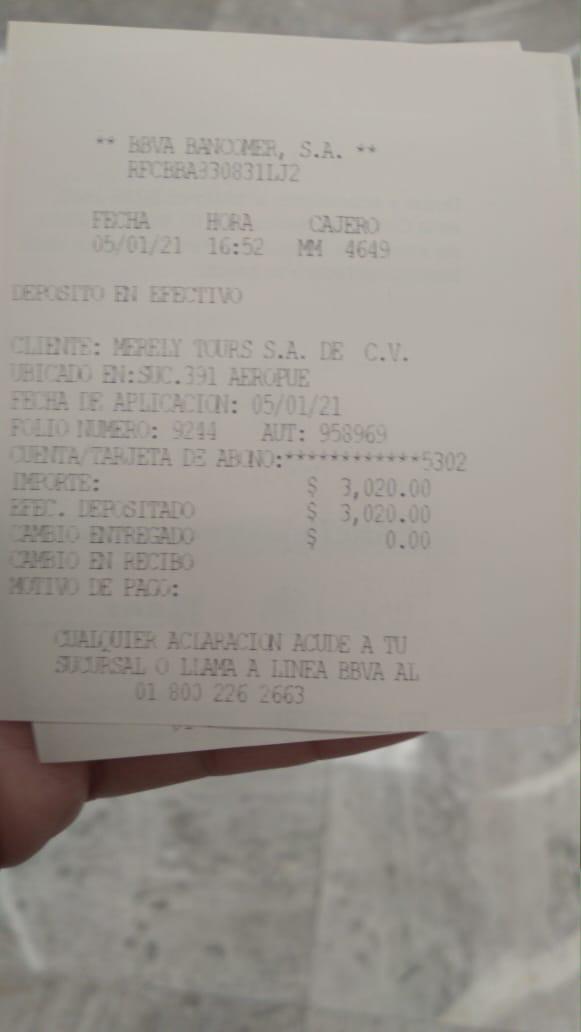 ** BBVA BANCOMER, S.A. **
RFCBBA830831LJ2
FECHA HORA CAJERO
05/01/21 16:52 MM 4649
DEPOSITO EN EFECTIVO
CLIENTE: MERELY TOURS S.A. DE C.V.
UBICADO EN:SUC.391 AEROPUE
FECHA DE APLICACION: 05/01/21
FOLIO NUMERO: 9244 AUT: 958969
CUENTA/TARJETA DE ABONO:************5302
IMPORTE: $ 3,020.00
EFEC. DEPOSITADO $ 3,020.00
CAMBIO ENTREGADO $ 0.00
CAMBIO EN RECIBO
MOTIVO DE PAGO:
CUALQUIER ACLARACION ACUDE A TU
SUCURSAL O LLAMA A LINEA BBVA AL
01 800 226 2663